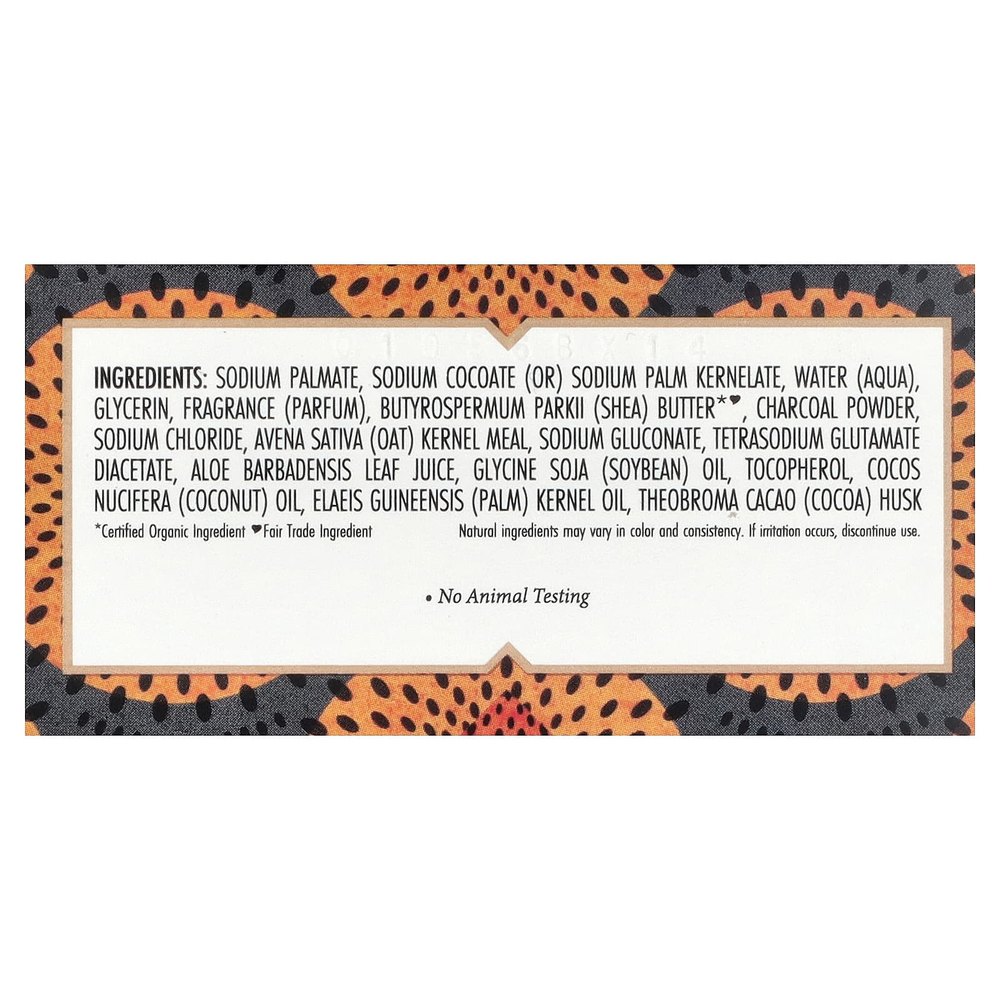 INGREDIENTS: SODIUM PALMATE, SODIUM COCOATE (OR) SODIUM PALM KERNELATE, WATER (AQUA),
GLYCERIN, FRAGRANCE (PARFUM), BUTYROSPERMUM PARKII (SHEA) BUTTER*♥, CHARCOAL POWDER,
SODIUM CHLORIDE, AVENA SATIVA (OAT) KERNEL MEAL, SODIUM GLUCONATE, TETRASODIUM GLUTAMATE
DIACETATE, ALOE BARBADENSIS LEAF JUICE, GLYCINE SOJA (SOYBEAN) OIL, TOCOPHEROL, COCOS
NUCIFERA (COCONUT) OIL, ELAEIS GUINEENSIS (PALM) KERNEL OIL, THEOBROMA CACAO (COCOA) HUSK
*Certified Organic Ingredient ♥Fair Trade Ingredient Natural ingredients may vary in color and consistency. If irritation occurs, discontinue use.
• No Animal Testing